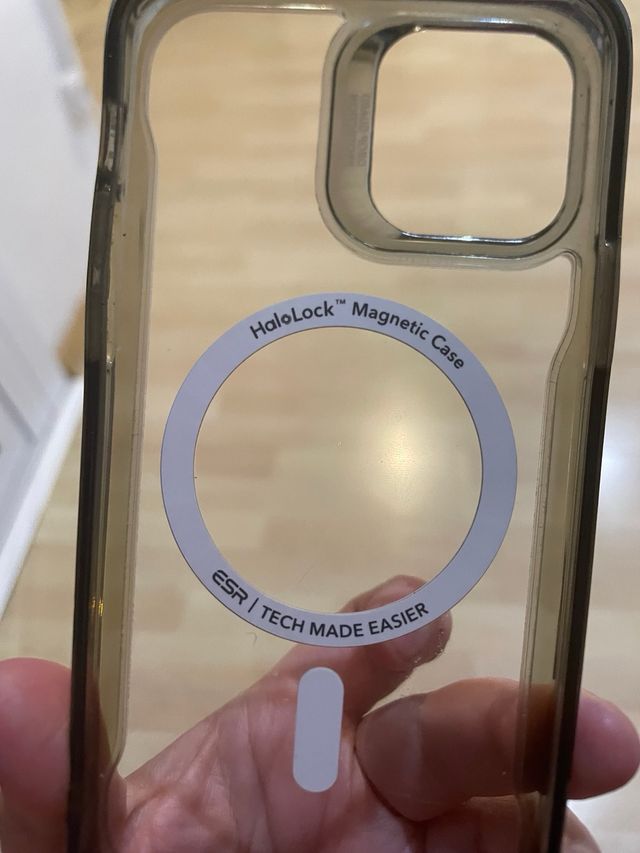 HaloLock™ Magnetic Case
ESR | TECH MADE EASIER